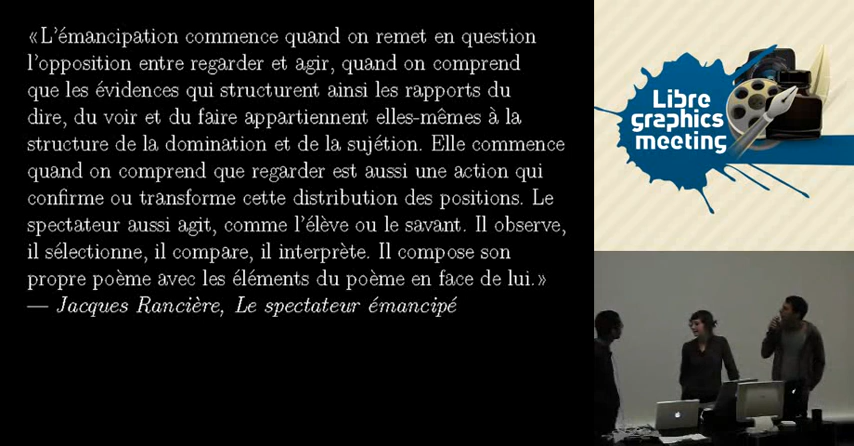 «L'émancipation commence quand on remet en question
l'opposition entre regarder et agir, quand on comprend
que les évidences qui structurent ainsi les rapports du
dire, du voir et du faire appartiennent elles-mêmes à la
structure de la domination et de la sujétion. Elle commence
quand on comprend que regarder est aussi une action qui
confirme ou transforme cette distribution des positions. Le
spectateur aussi agit, comme l'élève ou le savant. Il observe,
il sélectionne, il compare, il interprète. Il compose son
propre poème avec les éléments du poème en face de lui.»
— Jacques Rancière, Le spectateur émancipé
Libre
graphics
meeting